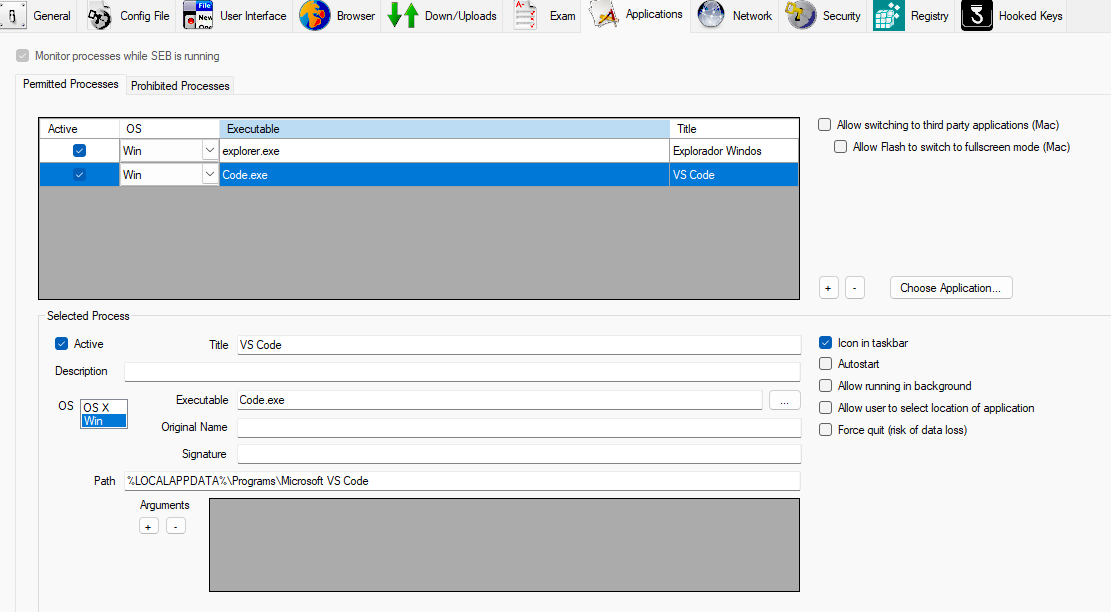 General Config File User Interface Browser Down/Uploads Exam Applications Network Security Registry Hooked Keys
Monitor processes while SEB is running
Permitted Processes Prohibited Processes
Active OS Executable Title
Win explorer.exe Explorador Windos
Win Code.exe VS Code
Allow switching to third party applications (Mac)
Allow Flash to switch to fullscreen mode (Mac)
+ - Choose Application...
Selected Process
Active Title VS Code
Description
OS OS X
Win
Executable Code.exe ...
Original Name
Signature
Path %LOCALAPPDATA%\Programs\Microsoft VS Code
Arguments
+ -
Icon in taskbar
Autostart
Allow running in background
Allow user to select location of application
Force quit (risk of data loss)